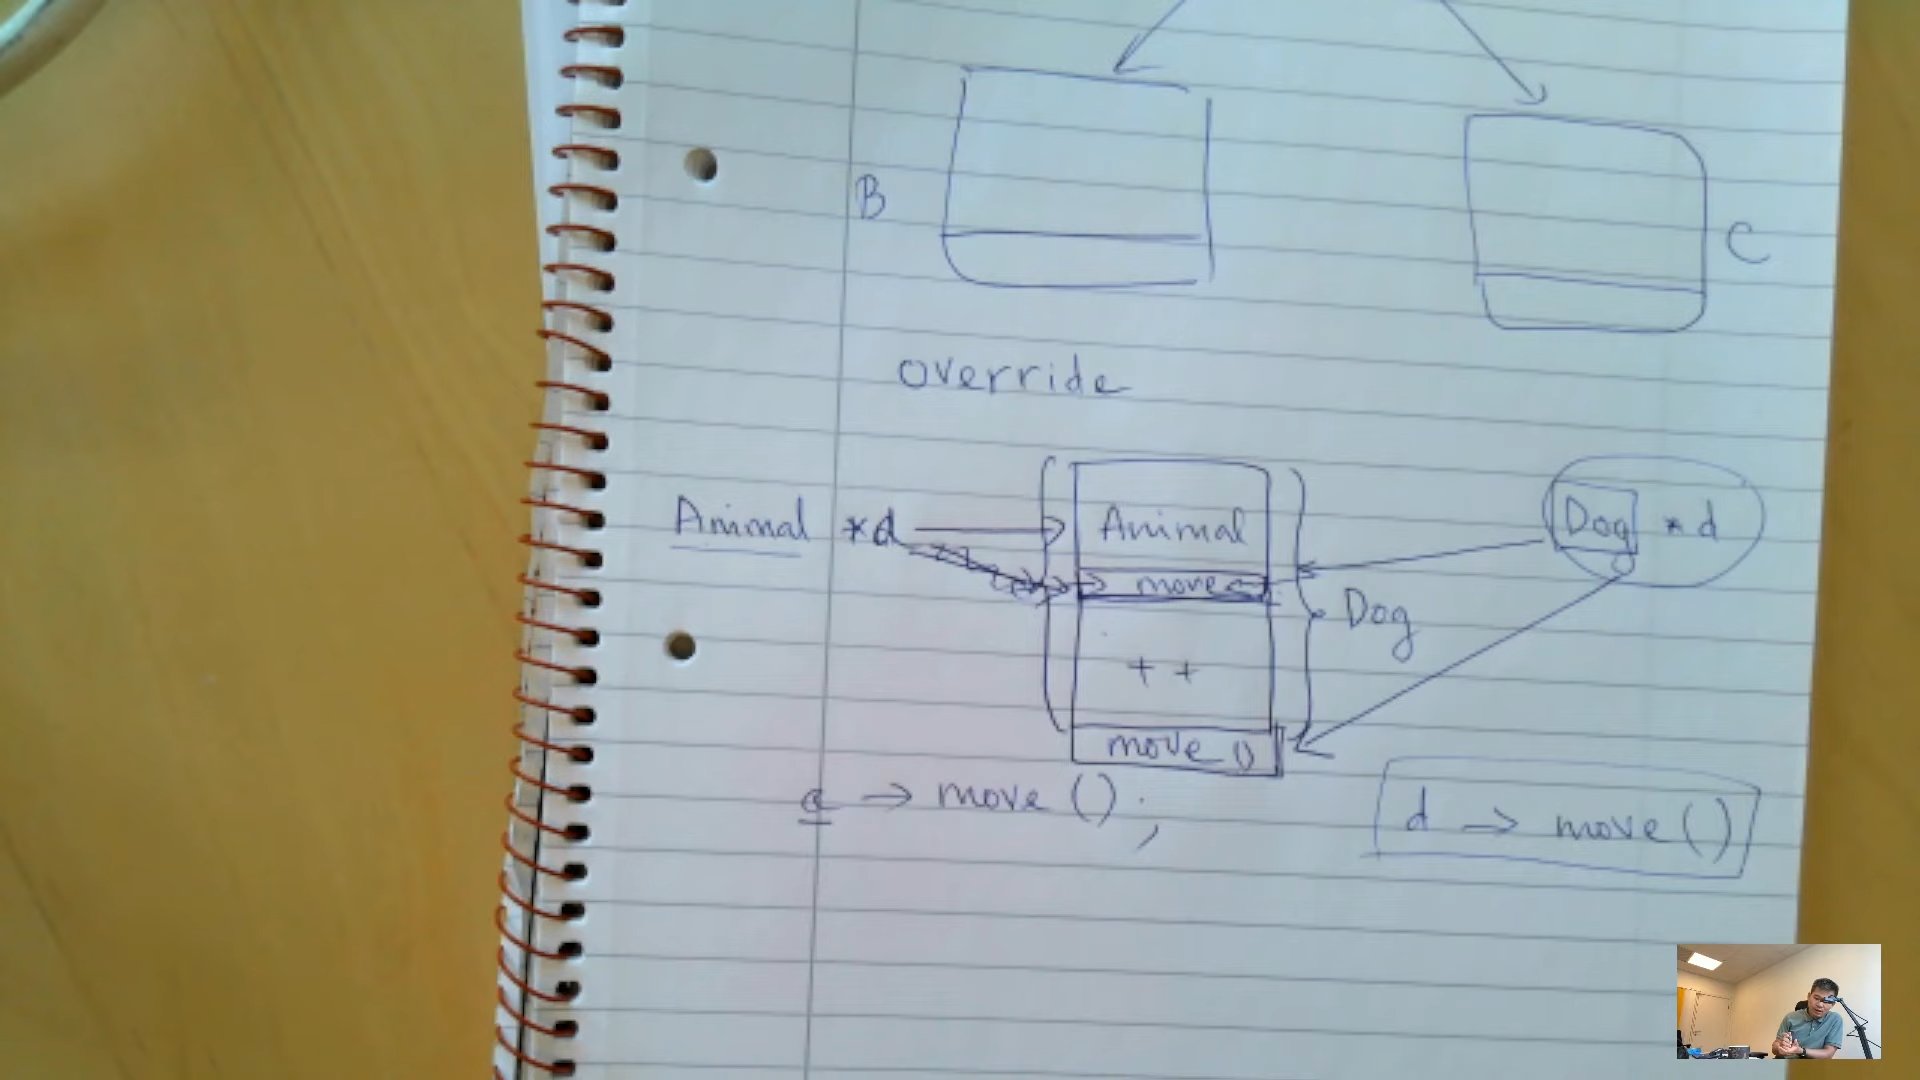 B
C
override
Animal *d
Animal
Dog * d
move
Dog
+ +
move ()
a → move ();
d → move ()